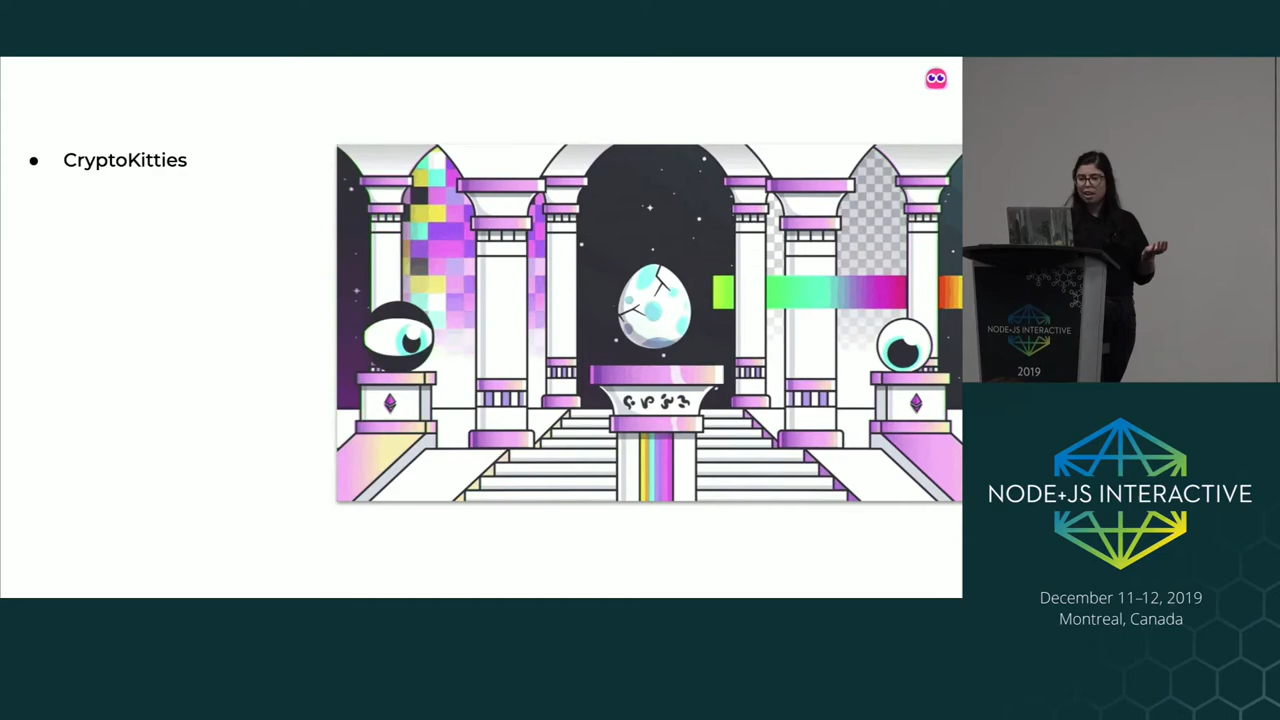 CryptoKitties
NODE+JS INTERACTIVE
2019
NODE+JS INTERACTIVE
December 11–12, 2019
Montreal, Canada